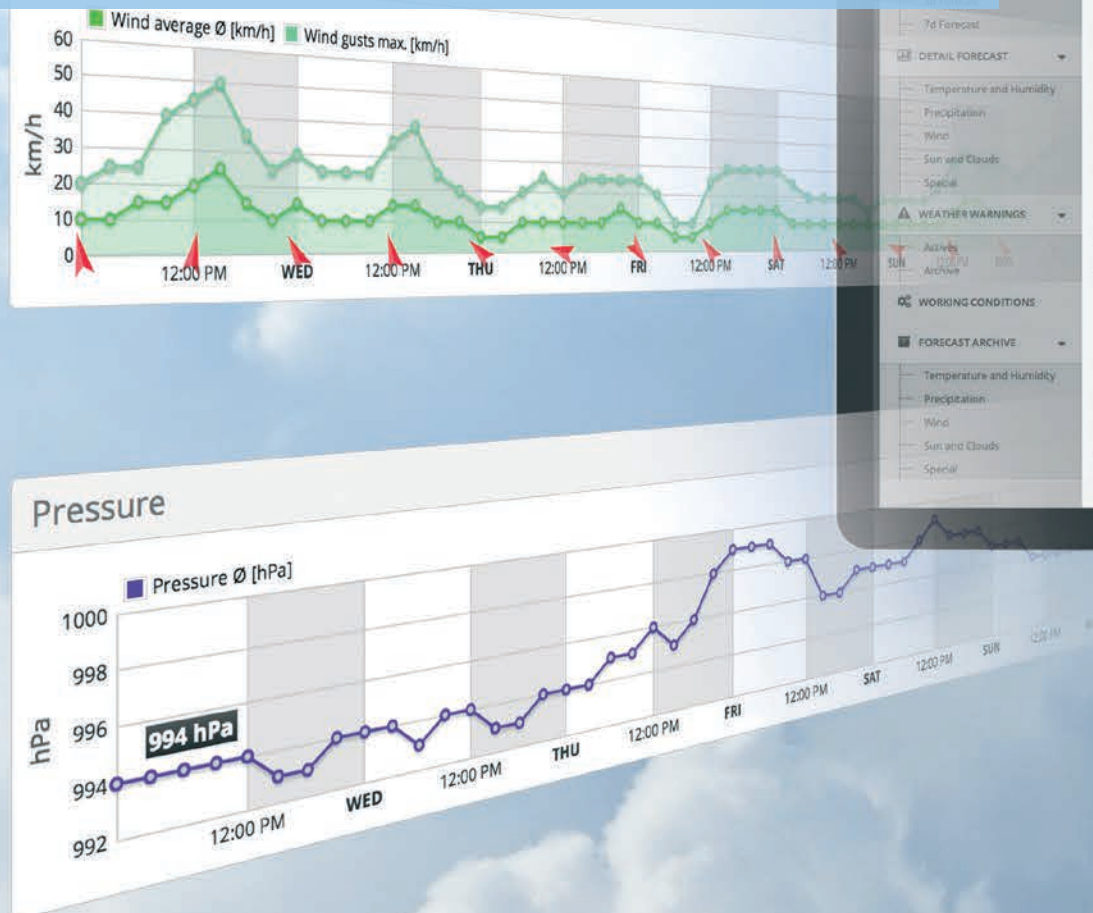 Wind average Ø [km/h] Wind gusts max. [km/h]
60
50
40
30
20
10
0
km/h
12:00 PM WED 12:00 PM THU 12:00 PM FRI 12:00 PM SAT 12:00 PM SUN 12:00 PM
7d Forecast
DETAIL FORECAST
Temperature and Humidity
Precipitation
Wind
Sun and Clouds
Special
WEATHER WARNINGS
Actives
Archive
WORKING CONDITIONS
FORECAST ARCHIVE
Temperature and Humidity
Precipitation
Wind
Sun and Clouds
Special
Pressure
Pressure Ø [hPa]
1000
998
996
994
992
hPa
994 hPa
12:00 PM WED 12:00 PM THU 12:00 PM FRI 12:00 PM SAT 12:00 PM SUN 12:00 PM